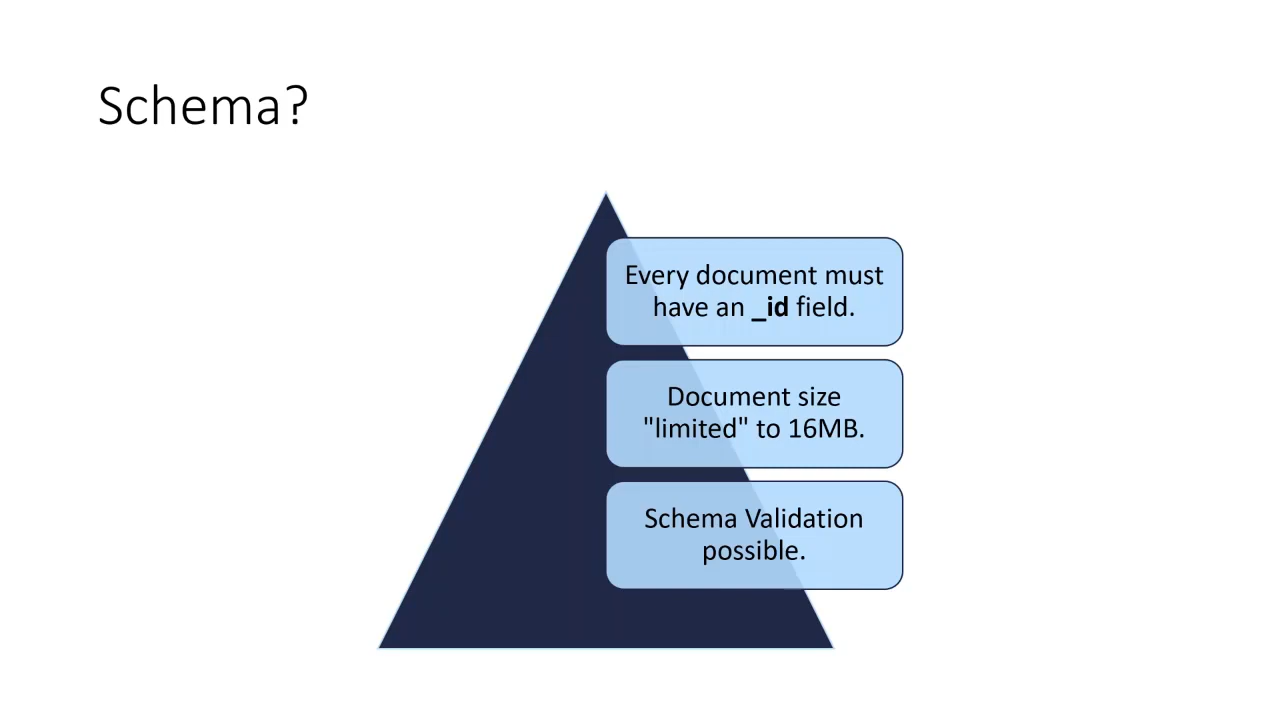 Schema?
Every document must
have an _id field.
Document size
"limited" to 16MB.
Schema Validation
possible.